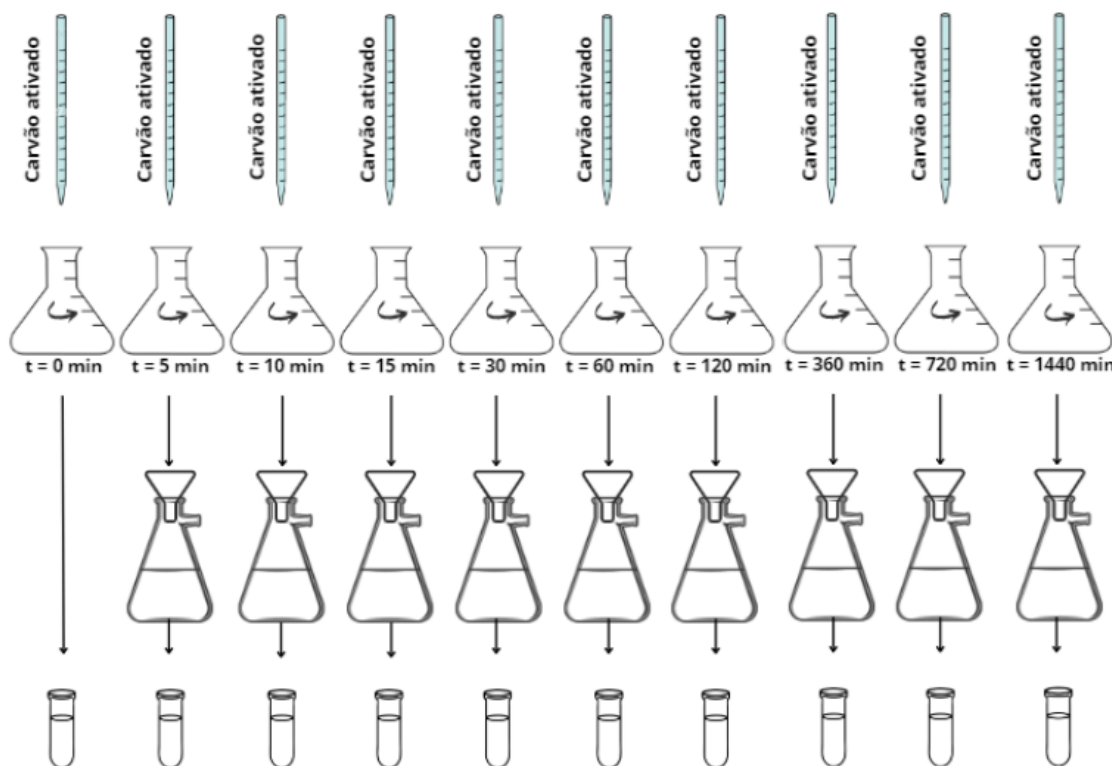 Carvão ativado
Carvão ativado
Carvão ativado
Carvão ativado
Carvão ativado
Carvão ativado
Carvão ativado
Carvão ativado
Carvão ativado
Carvão ativado
t = 0 min
t = 5 min
t = 10 min
t = 15 min
t = 30 min
t = 60 min
t = 120 min
t = 360 min
t = 720 min
t = 1440 min